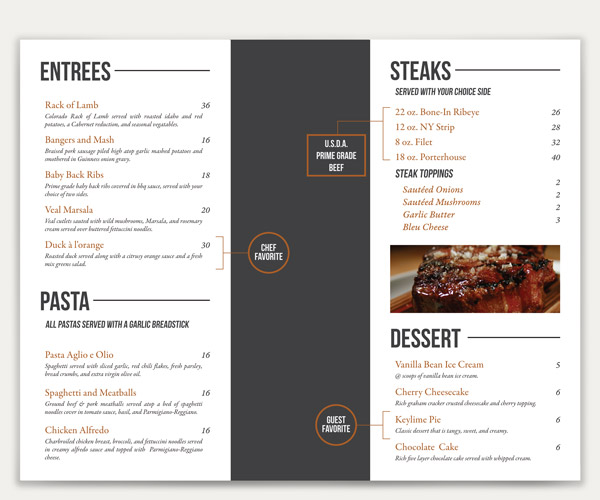 ENTREES
Rack of Lamb 36
Colorado Rack of Lamb served with roasted idaho and red
potatoes, a Cabernet reduction, and seasonal vegatables.
Bangers and Mash 16
Braised pork sausage piled high atop garlic mashed potatoes and
smothered in Guinness onion gravy.
Baby Back Ribs 18
Prime grade baby back ribs covered in bbq sauce, served with your
choice of two sides.
Veal Marsala 20
Veal cutlets sauted with wild mushrooms, Marsala, and rosemary
cream served over buttered fettuccini noodles.
Duck à l'orange 30
Roasted duck served along with a citrusy orange sauce and a fresh
mix greens salad.
CHEF
FAVORITE
PASTA
ALL PASTAS SERVED WITH A GARLIC BREADSTICK
Pasta Aglio e Olio 16
Spaghetti served with sliced garlic, red chili flakes, fresh parsley,
bread crumbs, and extra virgin olive oil.
Spaghetti and Meatballs 16
Ground beef & pork meatballs served atop a bed of spaghetti
noodles cover in tomato sauce, basil, and Parmigiano-Reggiano.
Chicken Alfredo 16
Charbroiled chicken breast, broccoli, and fettuccini noodles served
in creamy alfredo sauce and topped with Parmigiano-Reggiano
cheese.
STEAKS
SERVED WITH YOUR CHOICE SIDE
22 oz. Bone-In Ribeye 26
12 oz. NY Strip 28
8 oz. Filet 32
18 oz. Porterhouse 40
U.S.D.A.
PRIME GRADE
BEEF
STEAK TOPPINGS
Sautéed Onions 2
Sautéed Mushrooms 2
Garlic Butter 2
Bleu Cheese 3
DESSERT
Vanilla Bean Ice Cream 5
@ scoops of vanilla bean ice cream.
Cherry Cheesecake 6
Rich graham cracker crusted cheesecake and cherry topping.
Keylime Pie 6
Classic dessert that is tangy, sweet, and creamy.
GUEST
FAVORITE
Chocolate Cake 6
Rich five layer chocolate cake served with whipped cream.